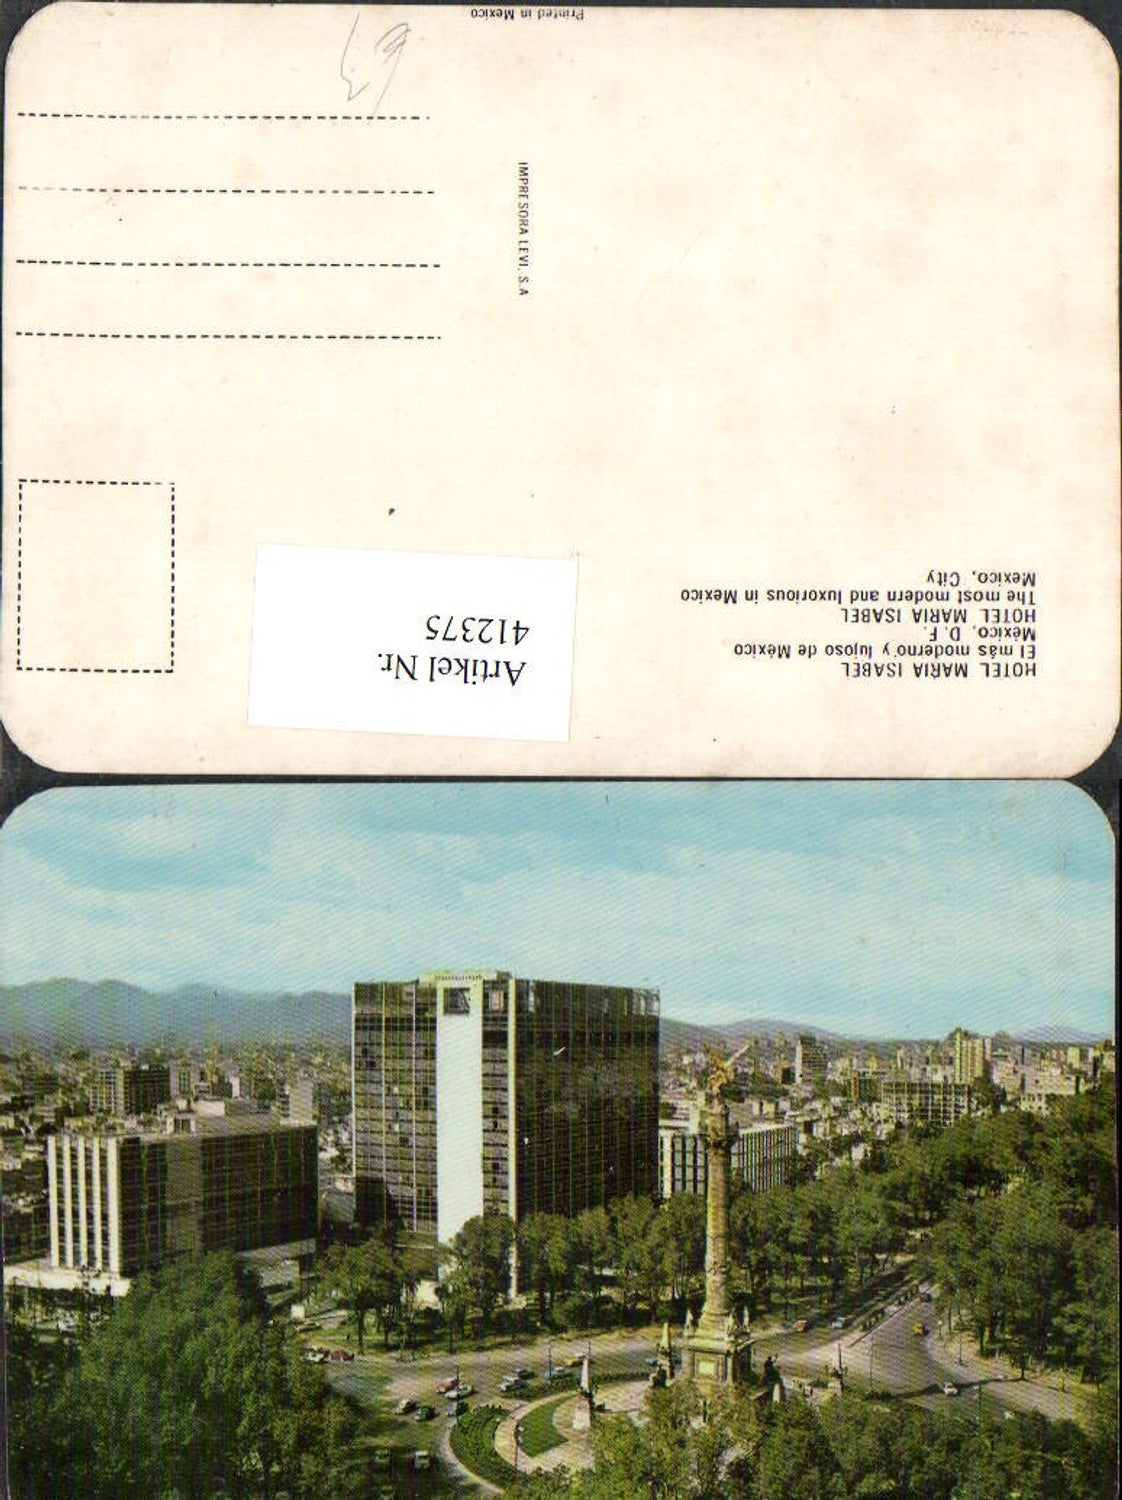 HOTEL MARIA ISABEL
El más moderno y lujoso de México
México, D. F.
HOTEL MARIA ISABEL
The most modern and luxorious in Mexico
Mexico, City
Artikel Nr.
412375
IMPRESORA LEVI, S.A
Printed in Mexico